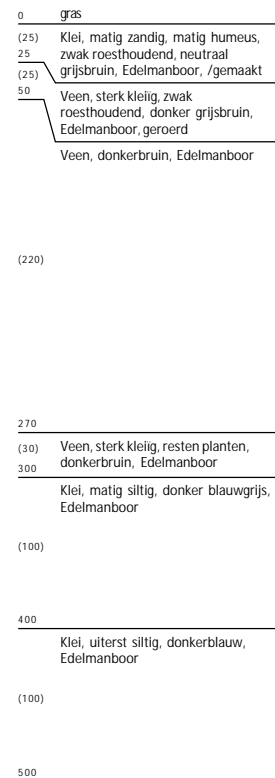 0 gras
(25) Klei, matig zandig, matig humeus,
25 zwak roesthoudend, neutraal
grijsbruin, Edelmanboor, /gemaakt
(25)
50 Veen, sterk kleiïg, zwak
roesthoudend, donker grijsbruin,
Edelmanboor, geroerd
Veen, donkerbruin, Edelmanboor
(220)
270
(30) Veen, sterk kleiïg, resten planten,
300 donkerbruin, Edelmanboor
Klei, matig siltig, donker blauwgrijs,
Edelmanboor
(100)
400
Klei, uiterst siltig, donkerblauw,
Edelmanboor
(100)
500